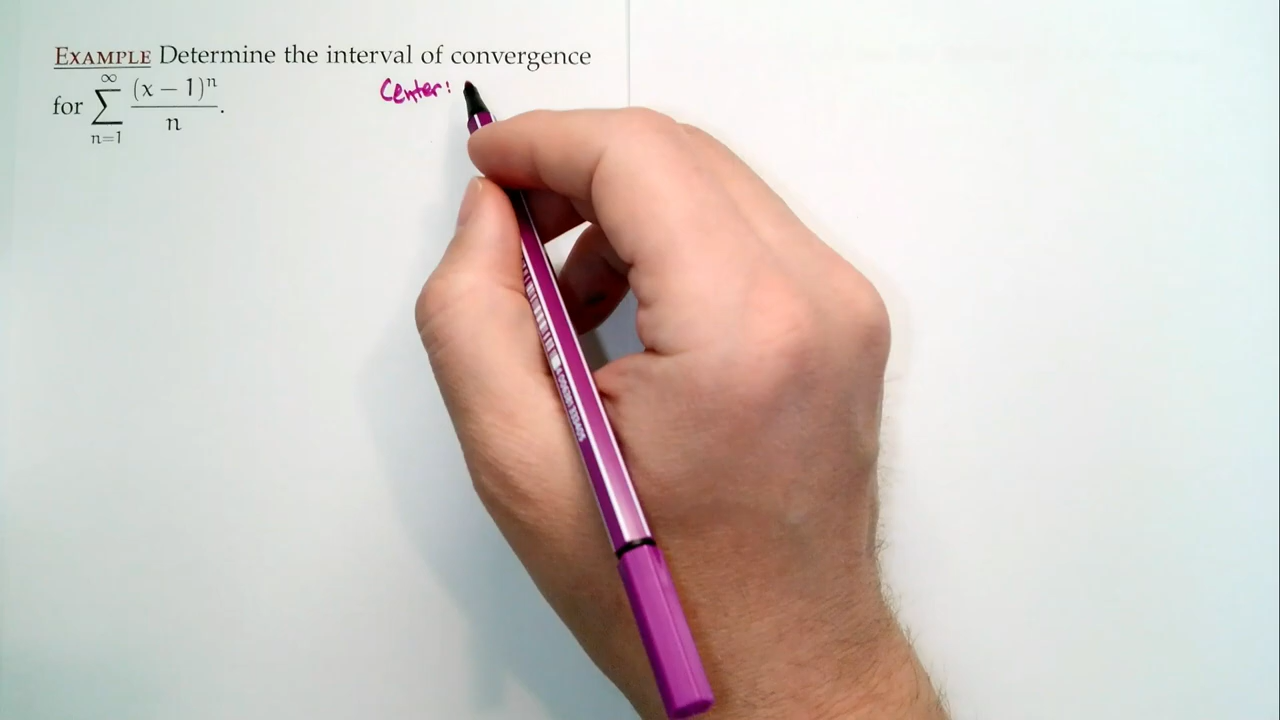 EXAMPLE Determine the interval of convergence
for \sum_{n=1}^{\infty} \frac{(x-1)^n}{n}.
Center: